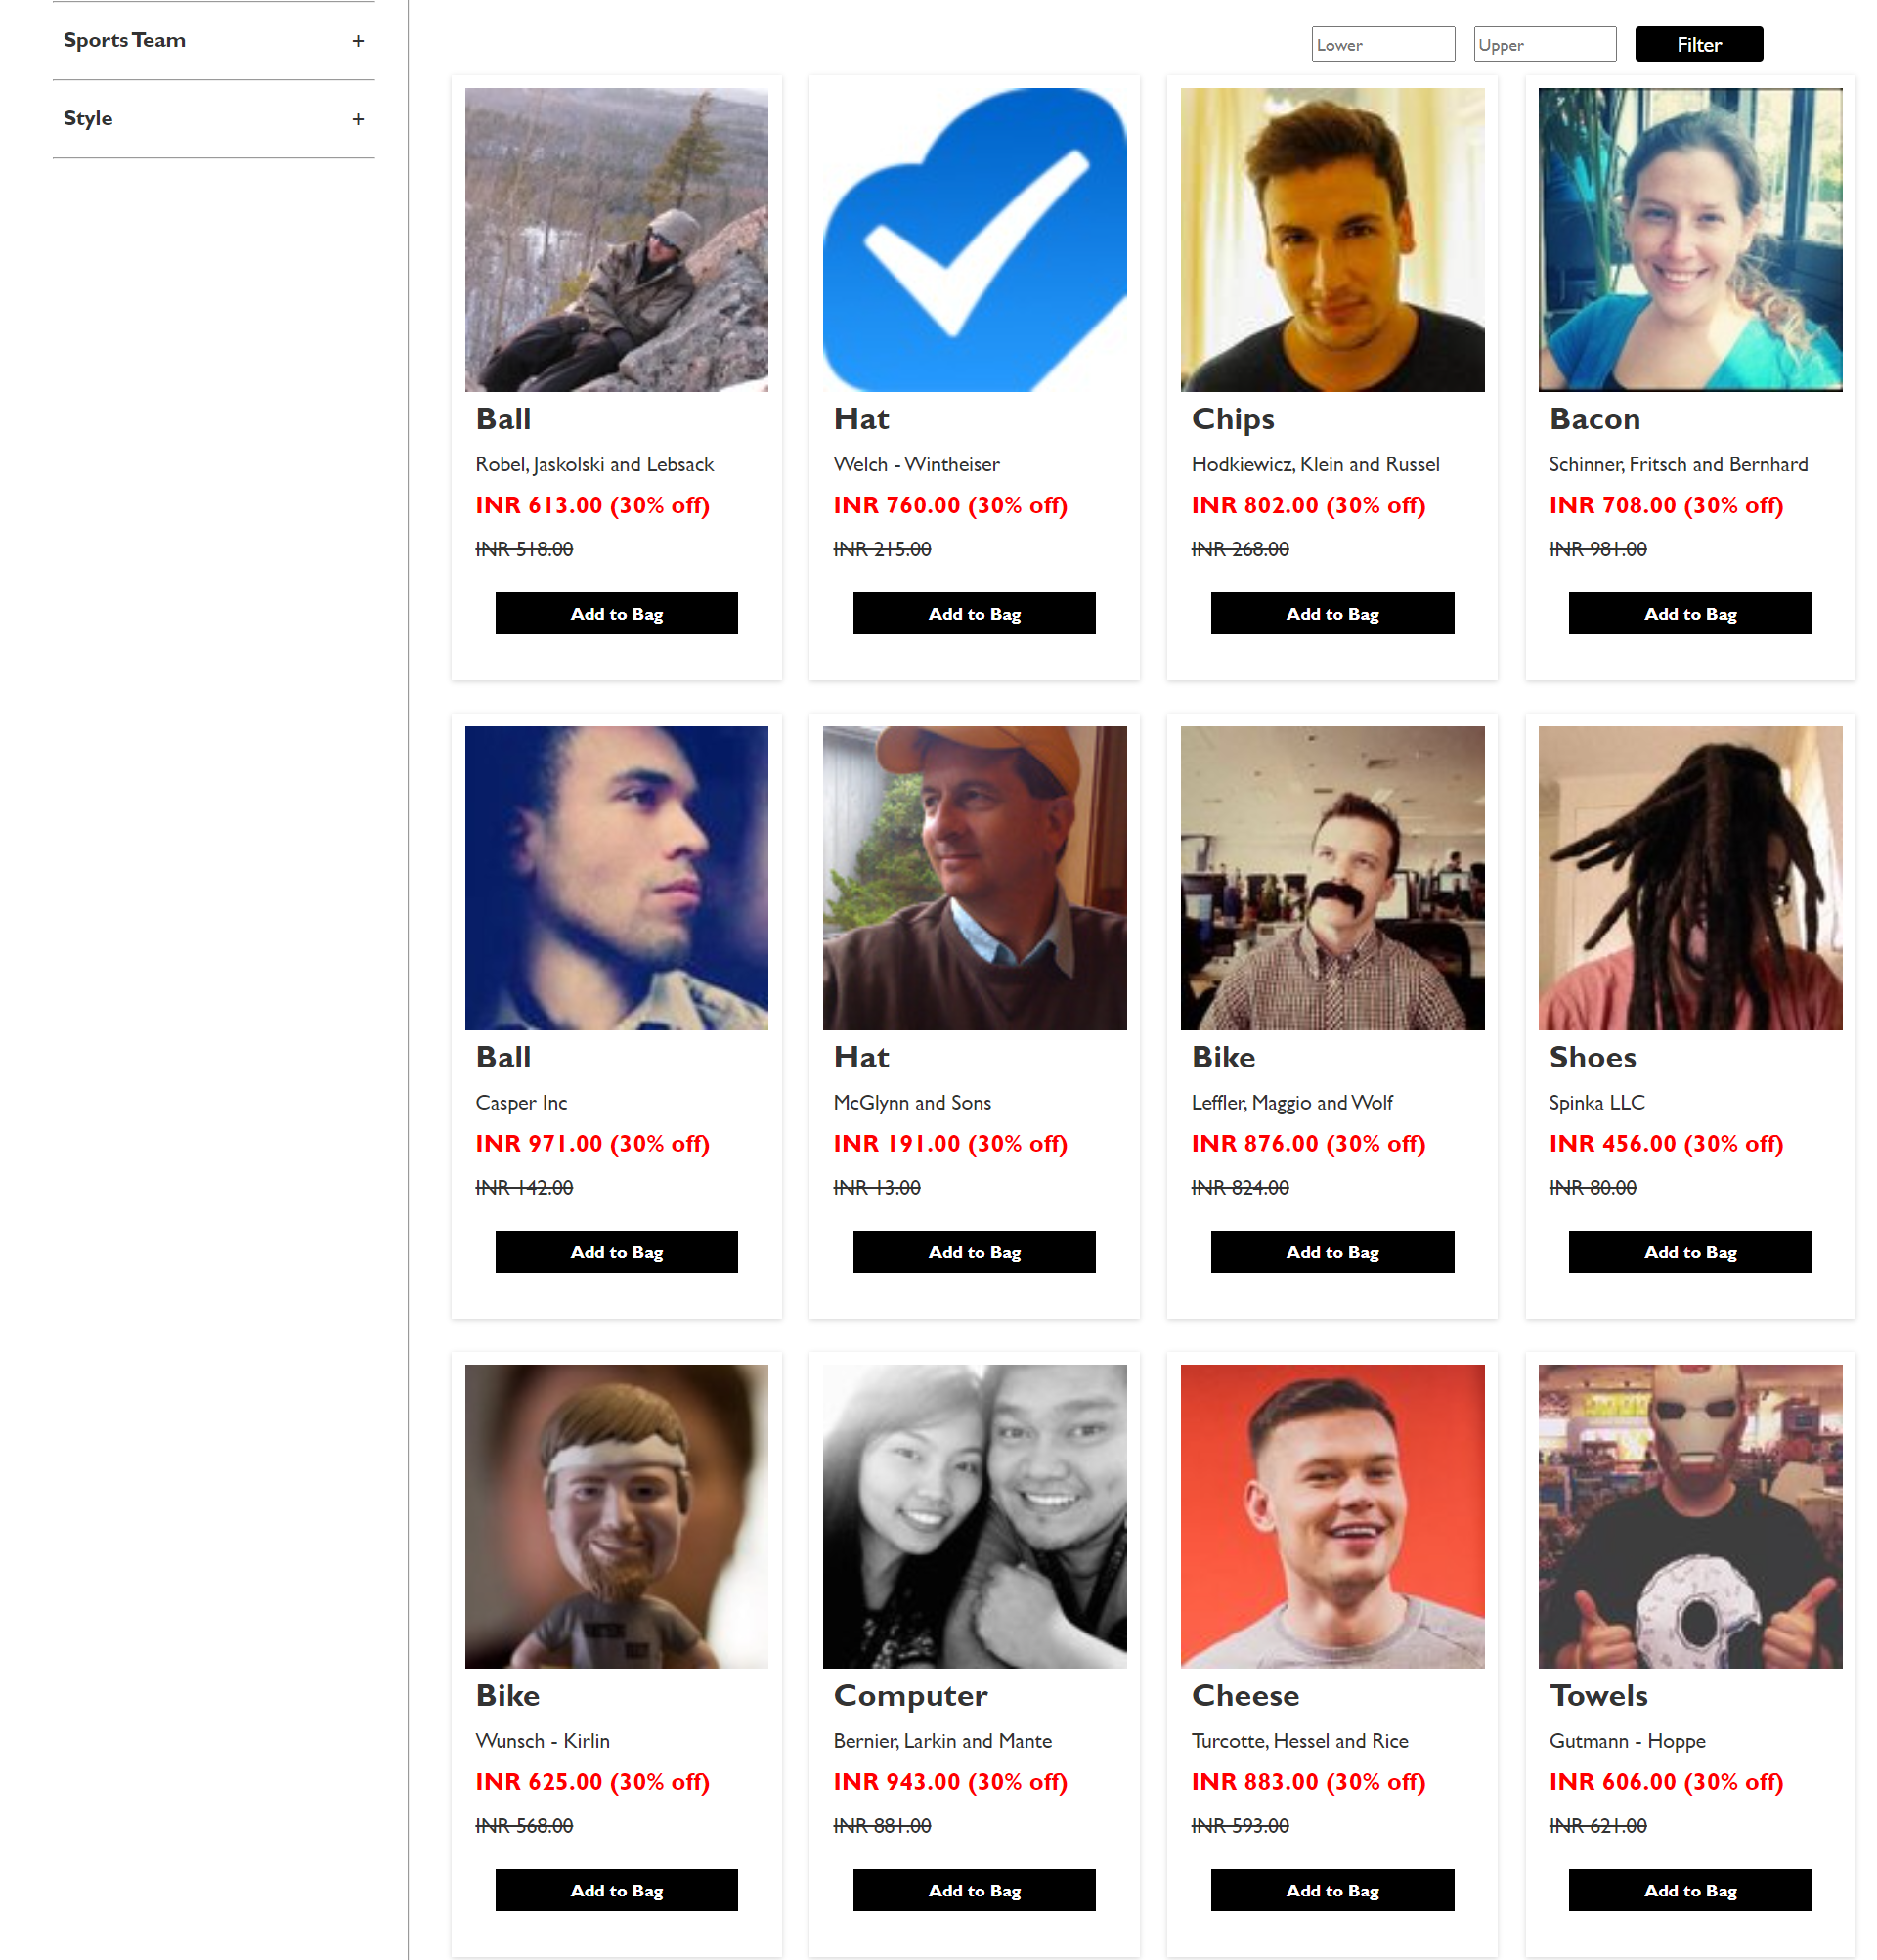 Sports Team +
Style +
Lower Upper Filter
Ball
Robel, Jaskolski and Lebsack
INR 613.00 (30% off)
INR 518.00
Add to Bag
Hat
Welch - Wintheiser
INR 760.00 (30% off)
INR 215.00
Add to Bag
Chips
Hodkiewicz, Klein and Russel
INR 802.00 (30% off)
INR 268.00
Add to Bag
Bacon
Schinner, Fritsch and Bernhard
INR 708.00 (30% off)
INR 981.00
Add to Bag
Ball
Casper Inc
INR 971.00 (30% off)
INR 142.00
Add to Bag
Hat
McGlynn and Sons
INR 191.00 (30% off)
INR 13.00
Add to Bag
Bike
Leffler, Maggio and Wolf
INR 876.00 (30% off)
INR 824.00
Add to Bag
Shoes
Spinka LLC
INR 456.00 (30% off)
INR 80.00
Add to Bag
Bike
Wunsch - Kirlin
INR 625.00 (30% off)
INR 568.00
Add to Bag
Computer
Bernier, Larkin and Mante
INR 943.00 (30% off)
INR 881.00
Add to Bag
Cheese
Turcotte, Hessel and Rice
INR 883.00 (30% off)
INR 593.00
Add to Bag
Towels
Gutmann - Hoppe
INR 606.00 (30% off)
INR 621.00
Add to Bag